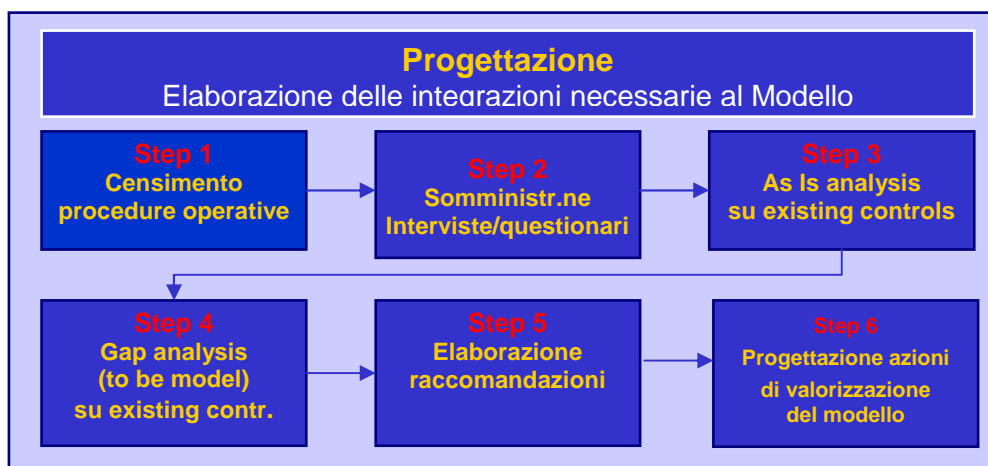 Progettazione
Elaborazione delle integrazioni necessarie al Modello
Step 1
Censimento
procedure operative
Step 2
Somministr.ne
Interviste/questionari
Step 3
As Is analysis
su existing controls
Step 4
Gap analysis
(to be model)
su existing contr.
Step 5
Elaborazione
raccomandazioni
Step 6
Progettazione azioni
di valorizzazione
del modello